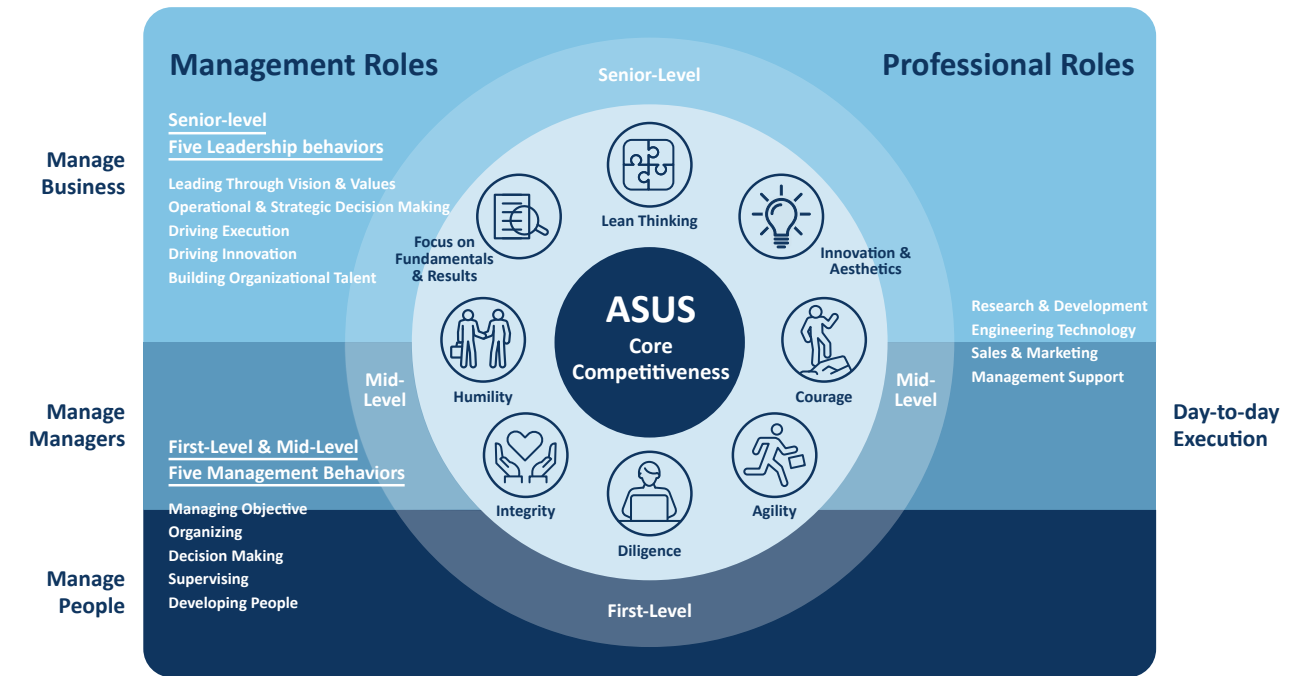 Management Roles
Professional Roles
Senior-Level
Senior-level
Five Leadership behaviors
Manage
Business
Leading Through Vision & Values
Operational & Strategic Decision Making
Driving Execution
Driving Innovation
Building Organizational Talent
Lean Thinking
Focus on
Fundamentals
& Results
Innovation &
Aesthetics
ASUS
Core
Competitiveness
Research & Development
Engineering Technology
Sales & Marketing
Management Support
Mid-
Level
Humility
Courage
Mid-
Level
Manage
Managers
Day-to-day
Execution
First-Level & Mid-Level
Five Management Behaviors
Managing Objective
Organizing
Decision Making
Supervising
Developing People
Integrity
Agility
Diligence
Manage
People
First-Level